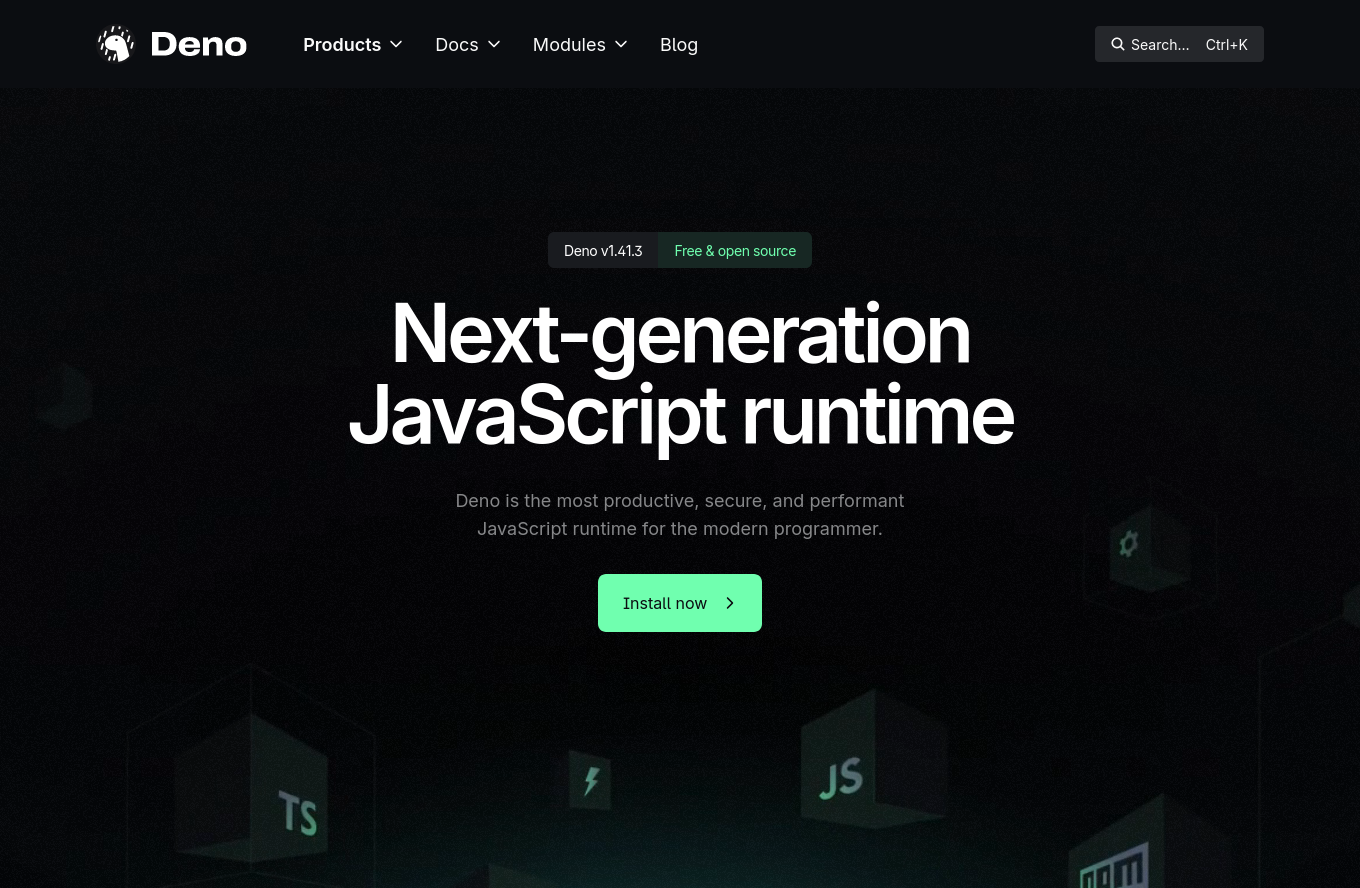 Deno
Products
Docs
Modules
Blog
Search...
Ctrl+K
Deno v1.41.3
Free & open source
Next-generation
JavaScript runtime
Deno is the most productive, secure, and performant
JavaScript runtime for the modern programmer.
Install now
TS
JS
npm